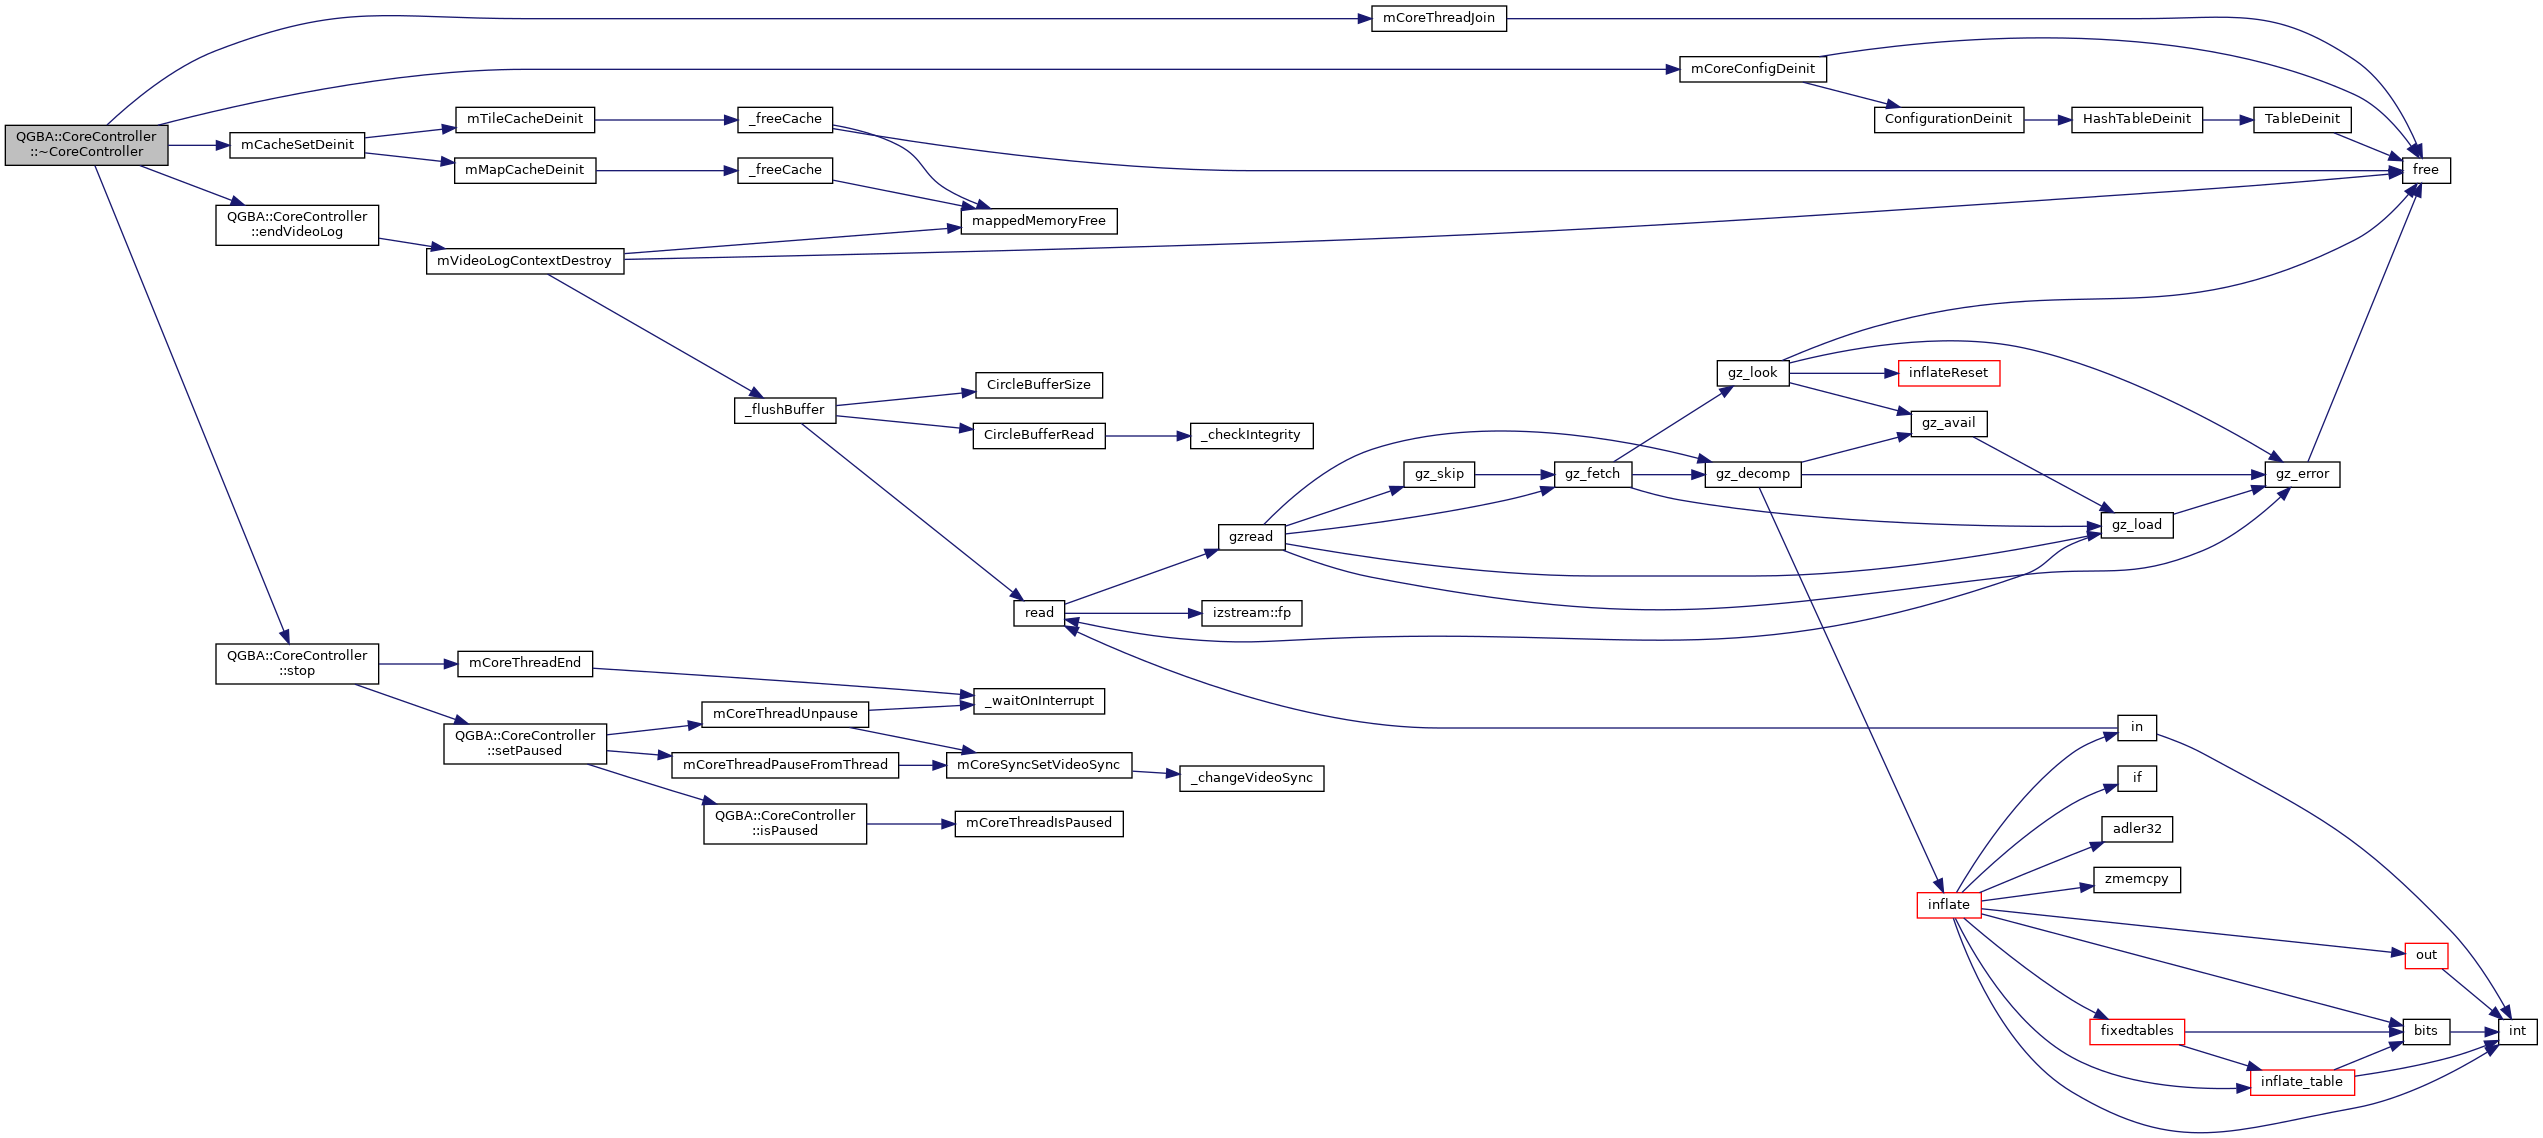 mCoreThreadJoin
mCoreConfigDeinit
QGBA::CoreController
::~CoreController
mCacheSetDeinit
mTileCacheDeinit
_freeCache
ConfigurationDeinit
HashTableDeinit
TableDeinit
mMapCacheDeinit
_freeCache
free
QGBA::CoreController
::endVideoLog
mappedMemoryFree
mVideoLogContextDestroy
gz_look
inflateReset
CircleBufferSize
_flushBuffer
gz_avail
CircleBufferRead
_checkIntegrity
gz_skip
gz_fetch
gz_decomp
gz_error
gz_load
gzread
read
izstream::fp
QGBA::CoreController
::stop
mCoreThreadEnd
_waitOnInterrupt
mCoreThreadUnpause
in
QGBA::CoreController
::setPaused
mCoreThreadPauseFromThread
mCoreSyncSetVideoSync
_changeVideoSync
if
QGBA::CoreController
::isPaused
mCoreThreadIsPaused
adler32
zmemcpy
inflate
out
fixedtables
bits
int
inflate_table